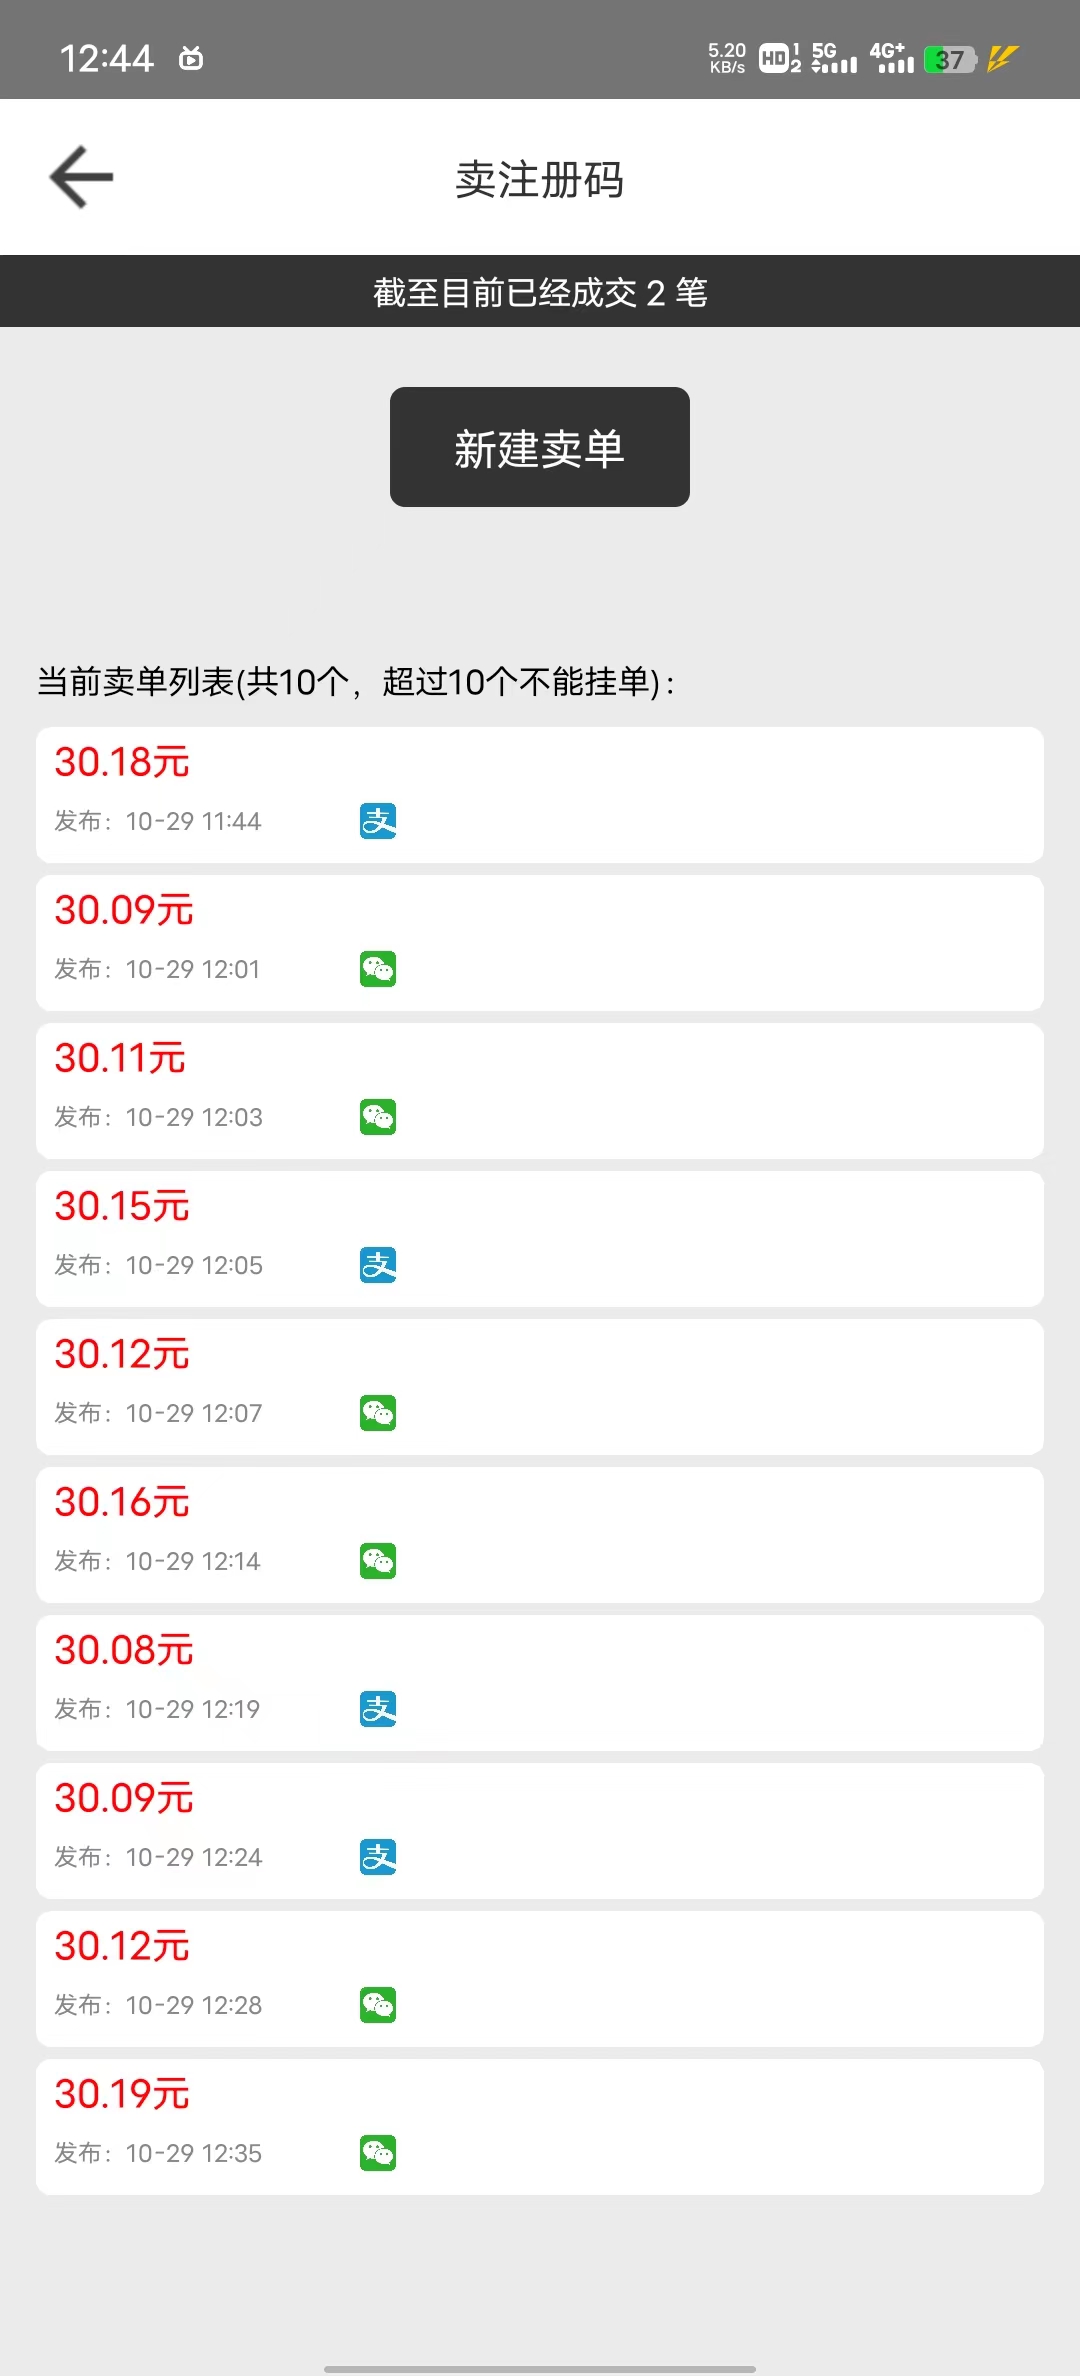 12:44
5.20
KB/s
HD 1 2
5G
4G+
37
卖注册码
截至目前已经成交 2 笔
新建卖单
当前卖单列表(共10个，超过10个不能挂单)：
30.18元
发布：10-29 11:44
支
30.09元
发布：10-29 12:01
30.11元
发布：10-29 12:03
30.15元
发布：10-29 12:05
支
30.12元
发布：10-29 12:07
30.16元
发布：10-29 12:14
30.08元
发布：10-29 12:19
支
30.09元
发布：10-29 12:24
支
30.12元
发布：10-29 12:28
30.19元
发布：10-29 12:35